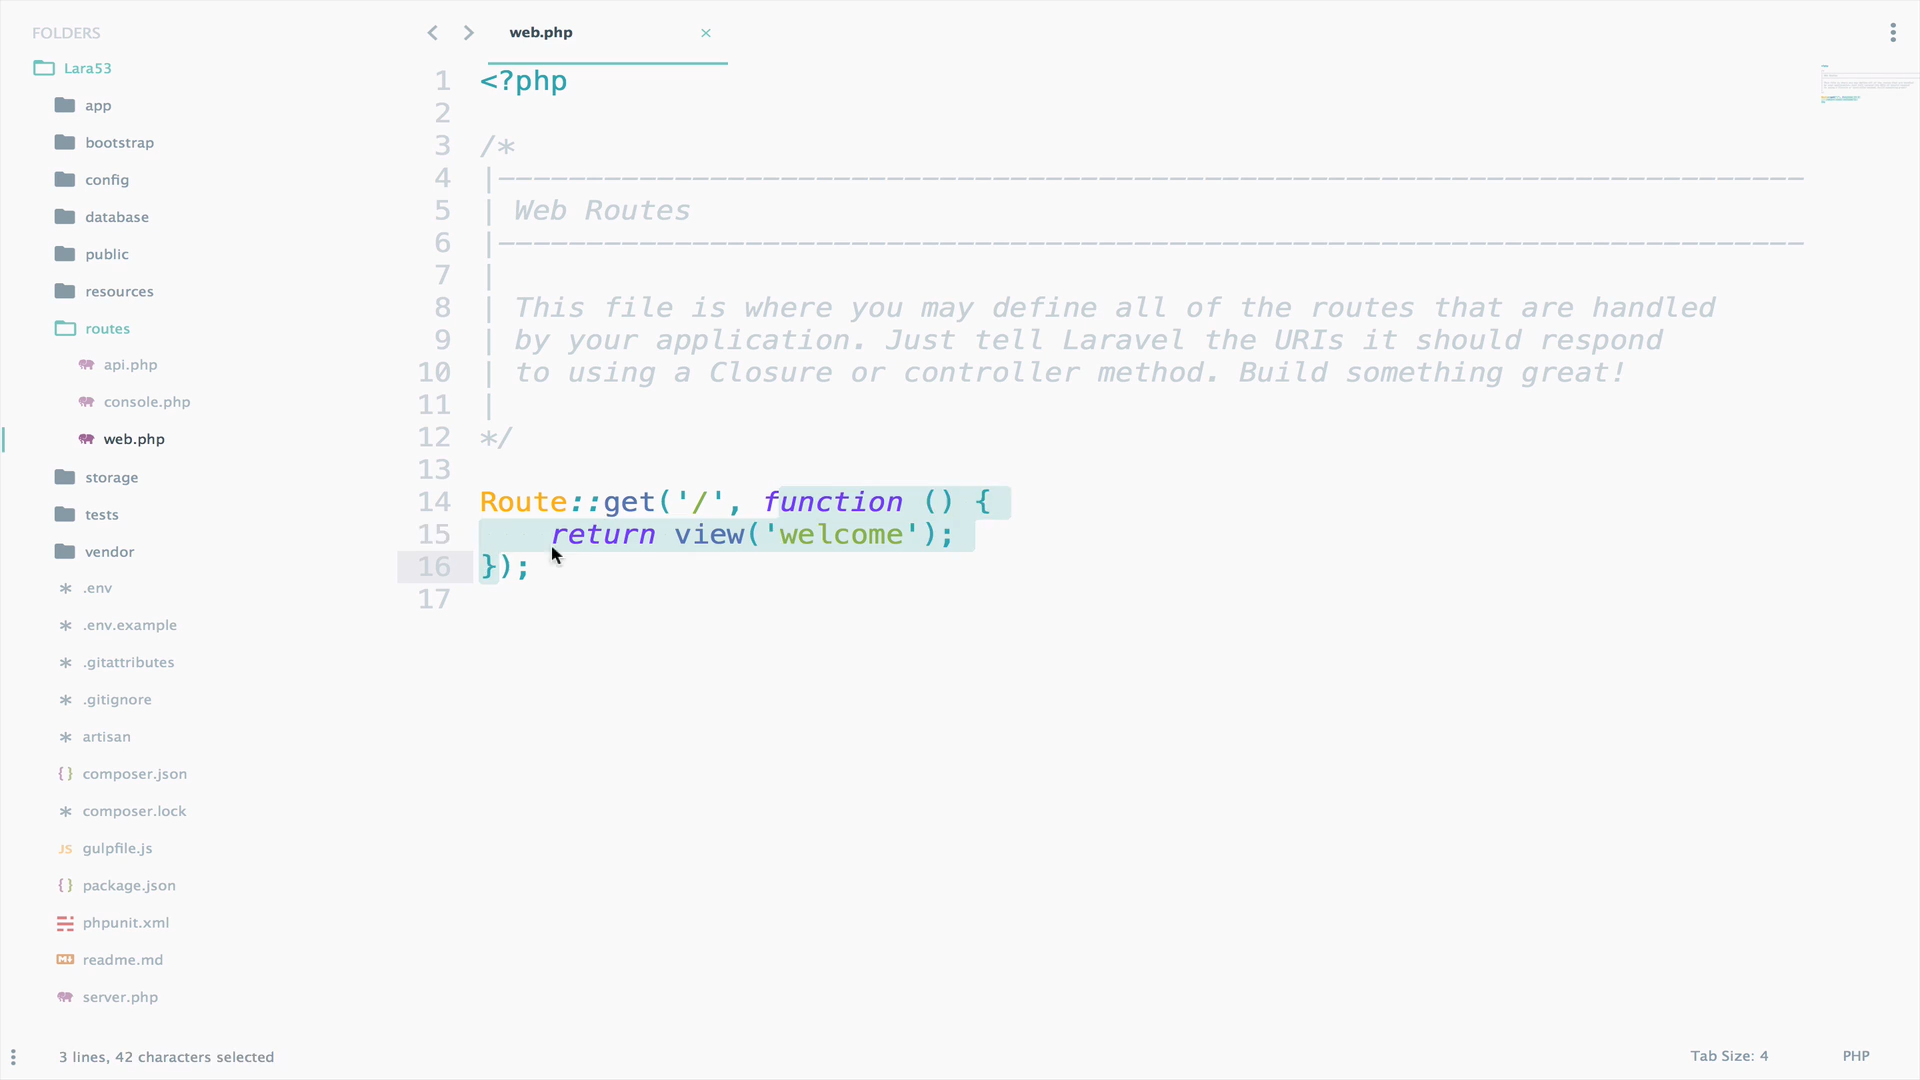 FOLDERS
Lara53
app
bootstrap
config
database
public
resources
routes
api.php
console.php
web.php
storage
tests
vendor
.env
.env.example
.gitattributes
.gitignore
artisan
composer.json
composer.lock
gulpfile.js
package.json
phpunit.xml
readme.md
server.php
web.php
1 <?php
2
3 /*
4 |--------------------------------------------------------------------------
5 | Web Routes
6 |--------------------------------------------------------------------------
7 |
8 | This file is where you may define all of the routes that are handled
9 | by your application. Just tell Laravel the URIs it should respond
10 | to using a Closure or controller method. Build something great!
11 |
12 */
13
14 Route::get('/', function () {
15     return view('welcome');
16 });
17
3 lines, 42 characters selected
Tab Size: 4
PHP